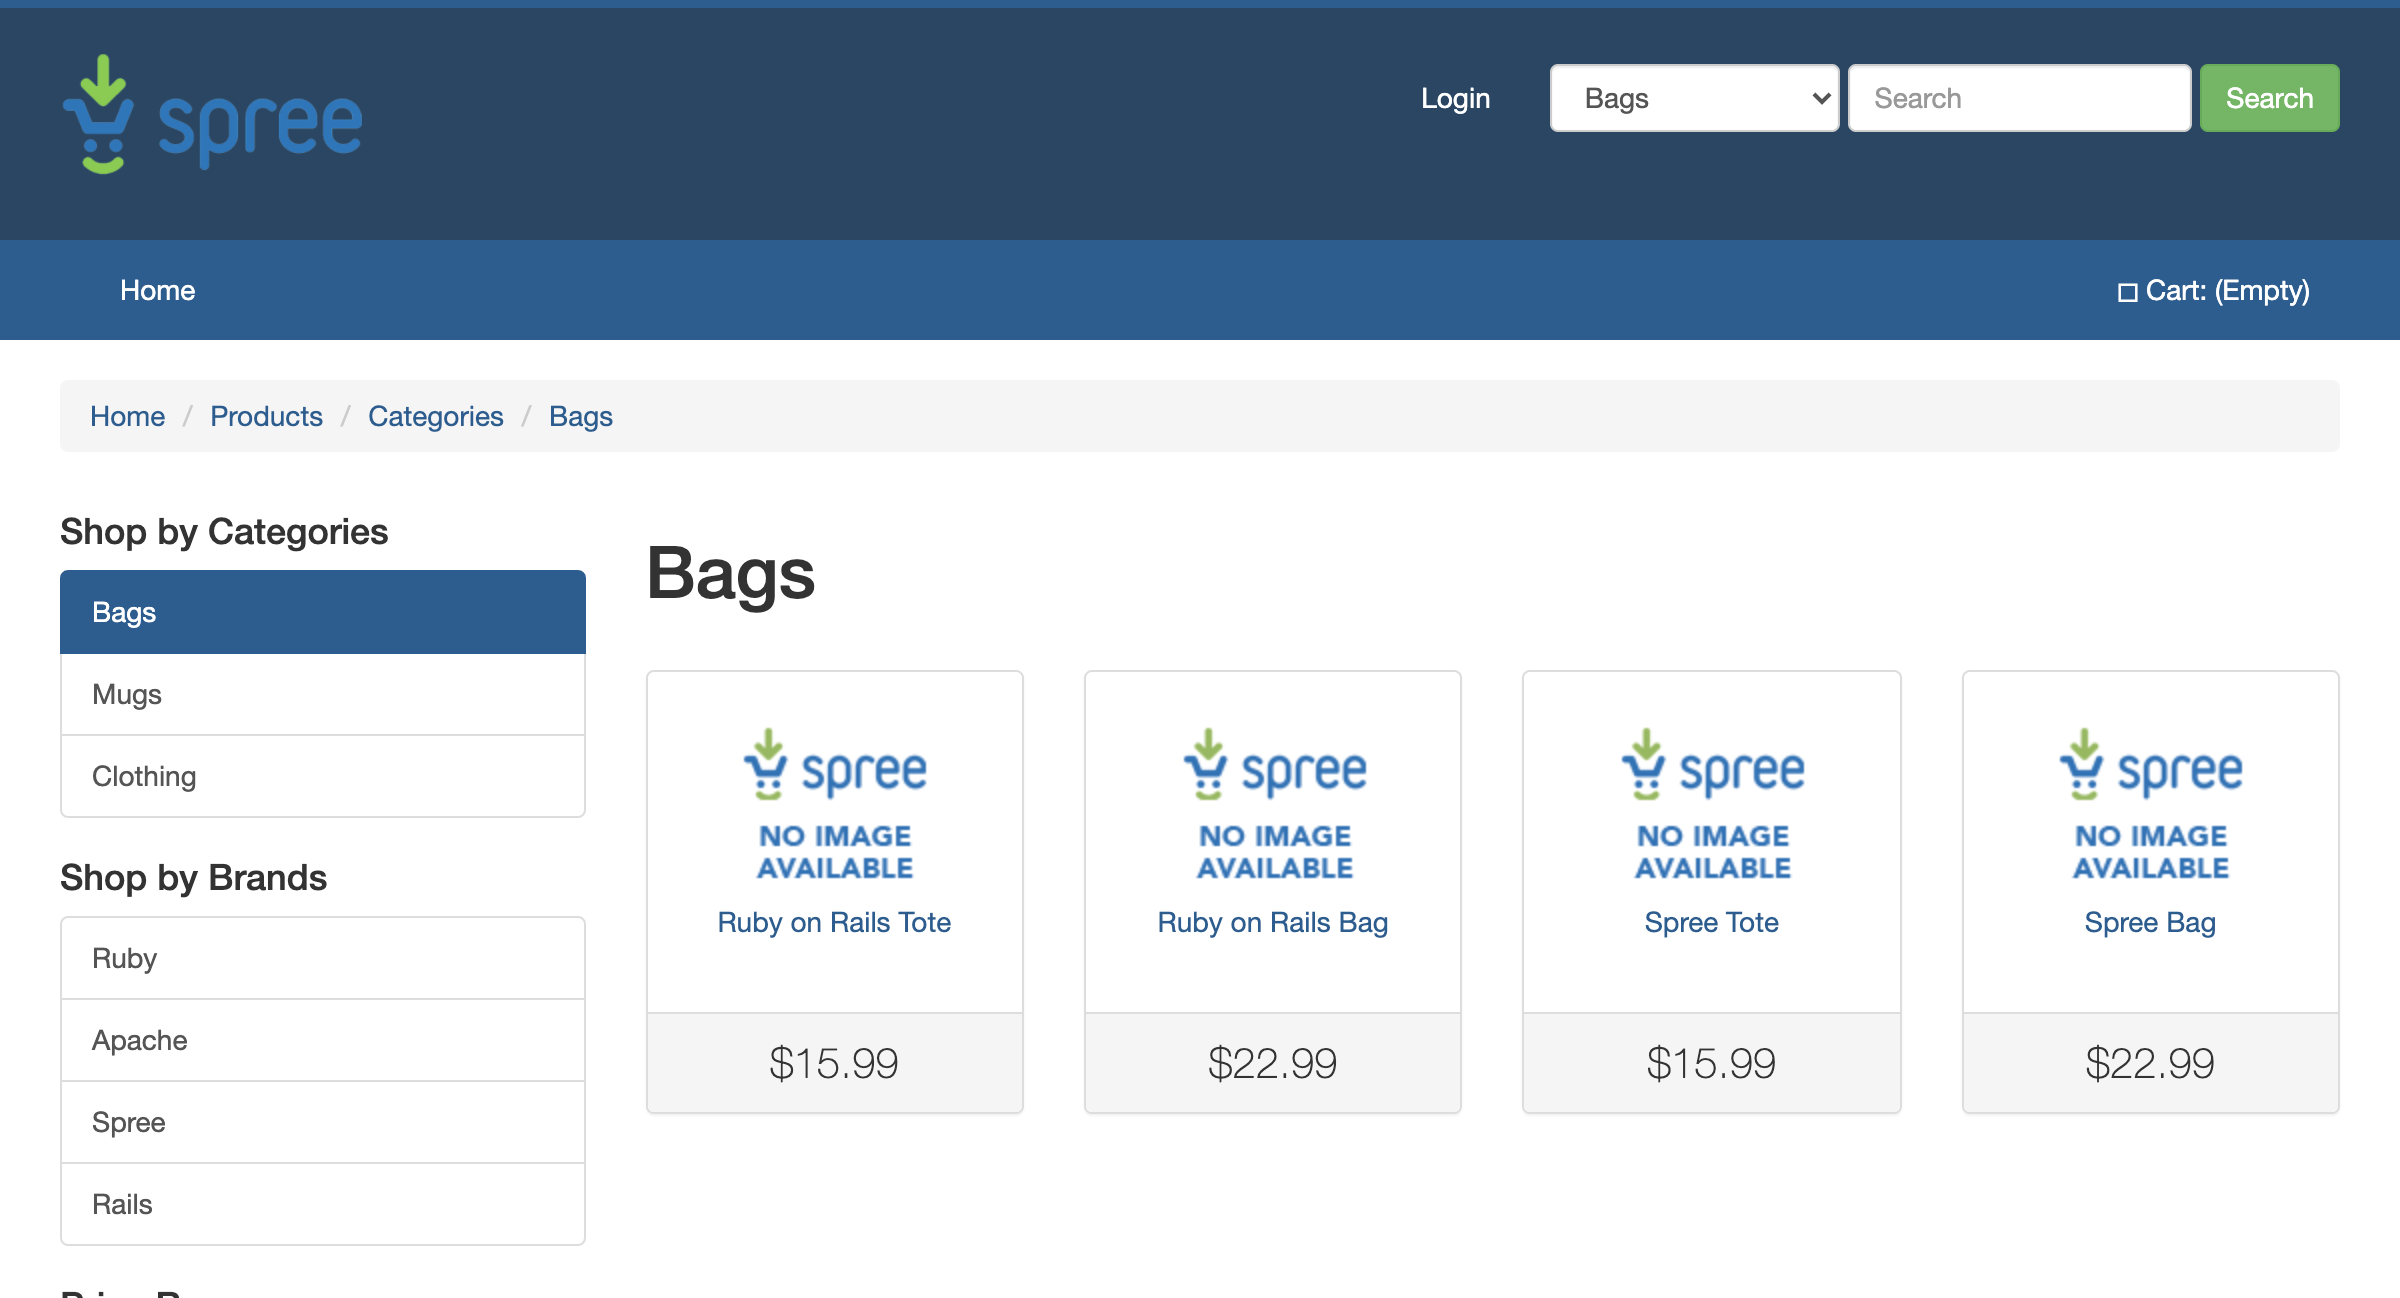 spree
Login
Bags
Search
Search
Home
Cart: (Empty)
Home / Products / Categories / Bags
Shop by Categories
Bags
Mugs
Clothing
Shop by Brands
Ruby
Apache
Spree
Rails
Bags
spree
NO IMAGE
AVAILABLE
Ruby on Rails Tote
$15.99
spree
NO IMAGE
AVAILABLE
Ruby on Rails Bag
$22.99
spree
NO IMAGE
AVAILABLE
Spree Tote
$15.99
spree
NO IMAGE
AVAILABLE
Spree Bag
$22.99